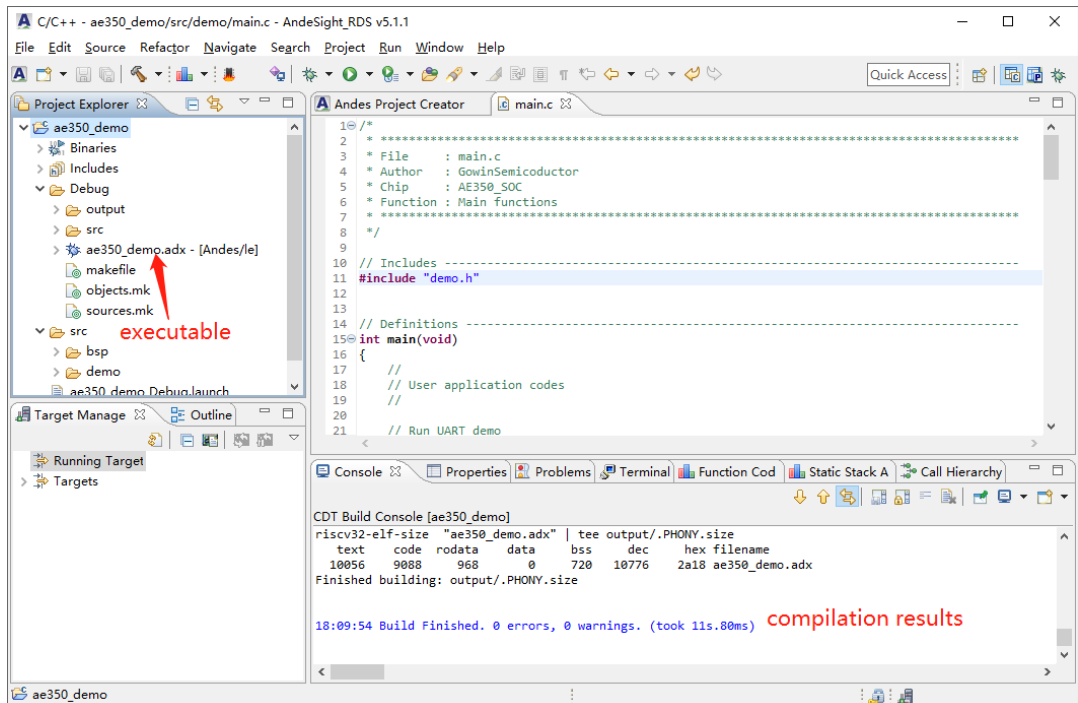 C/C++ - ae350_demo/src/demo/main.c - AndeSight_RDS v5.1.1
File Edit Source Refactor Navigate Search Project Run Window Help
Quick Access
Project Explorer
ae350_demo
Binaries
Includes
Debug
output
src
ae350_demo.adx - [Andes/le]
makefile
objects.mk
sources.mk
executable
src
bsp
demo
ae350_demo Debug.launch
Andes Project Creator
main.c
1 /*
2 * ******************************************************************************************
3 * File : main.c
4 * Author : GowinSemicoductor
5 * Chip : AE350_SOC
6 * Function : Main functions
7 * ******************************************************************************************
8 */
9
10 // Includes ---------------------------------------------------------------------------------
11 #include "demo.h"
12
13
14 // Definitions ------------------------------------------------------------------------------
15 int main(void)
16 {
17 //
18 // User application codes
19 //
20
21 // Run UART demo
Target Manage
Outline
Running Target
Targets
Console Properties Problems Terminal Function Cod Static Stack A Call Hierarchy
CDT Build Console [ae350_demo]
riscv32-elf-size "ae350_demo.adx" | tee output/.PHONY.size
text code rodata data bss dec hex filename
10056 9088 968 0 720 10776 2a18 ae350_demo.adx
Finished building: output/.PHONY.size
18:09:54 Build Finished. 0 errors, 0 warnings. (took 11s.80ms)
compilation results
ae350_demo